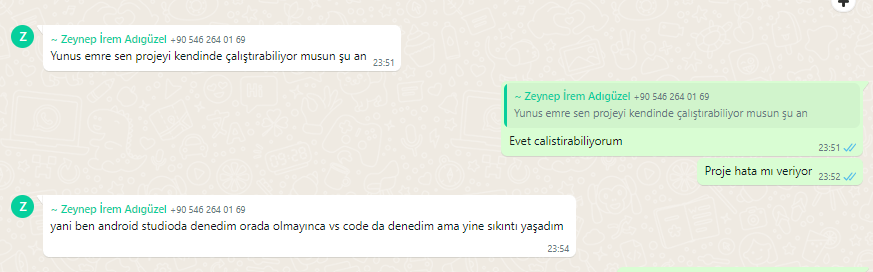 Z
~ Zeynep İrem Adıgüzel +90 546 264 01 69
Yunus emre sen projeyi kendinde çalıştırabiliyor musun şu an
23:51
~ Zeynep İrem Adıgüzel +90 546 264 01 69
Yunus emre sen projeyi kendinde çalıştırabiliyor musun şu an
Evet calistirabiliyorum
23:51
Proje hata mı veriyor 23:52
Z
~ Zeynep İrem Adıgüzel +90 546 264 01 69
yani ben android studioda denedim orada olmayınca vs code da denedim ama yine sıkıntı yaşadım
23:54